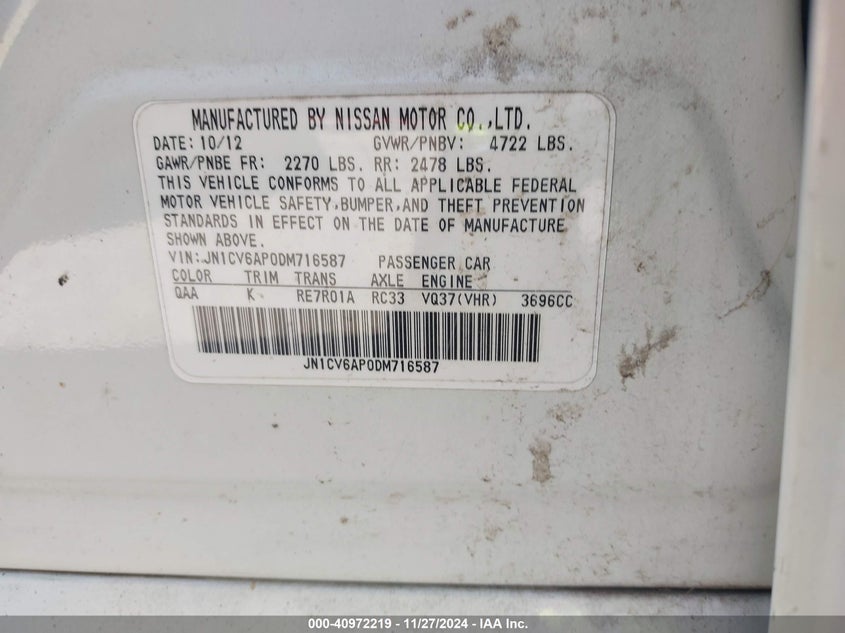 MANUFACTURED BY NISSAN MOTOR CO.,LTD.
DATE: 10/12 GVWR/PNBV: 4722 LBS.
GAWR/PNBE FR: 2270 LBS. RR: 2478 LBS.
THIS VEHICLE CONFORMS TO ALL APPLICABLE FEDERAL
MOTOR VEHICLE SAFETY,BUMPER,AND THEFT PREVENTION
STANDARDS IN EFFECT ON THE DATE OF MANUFACTURE
SHOWN ABOVE.
VIN:JN1CV6AP0DM716587 PASSENGER CAR
COLOR TRIM TRANS AXLE ENGINE
QAA K RE7R01A RC33 VQ37(VHR) 3696CC
JN1CV6AP0DM716587
000-40972219 - 11/27/2024 - IAA Inc.